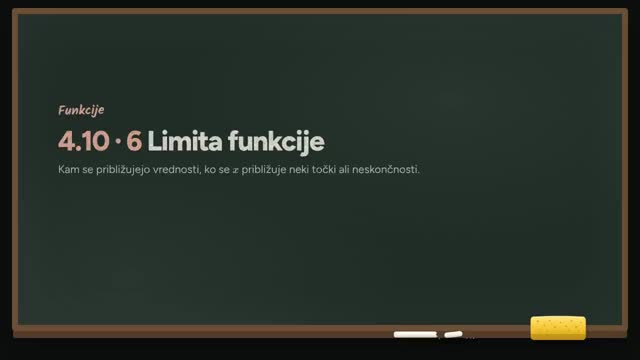 Funkcije
4.10 · 6 Limita funkcije
Kam se približujejo vrednosti, ko se x približuje neki točki ali neskončnosti.